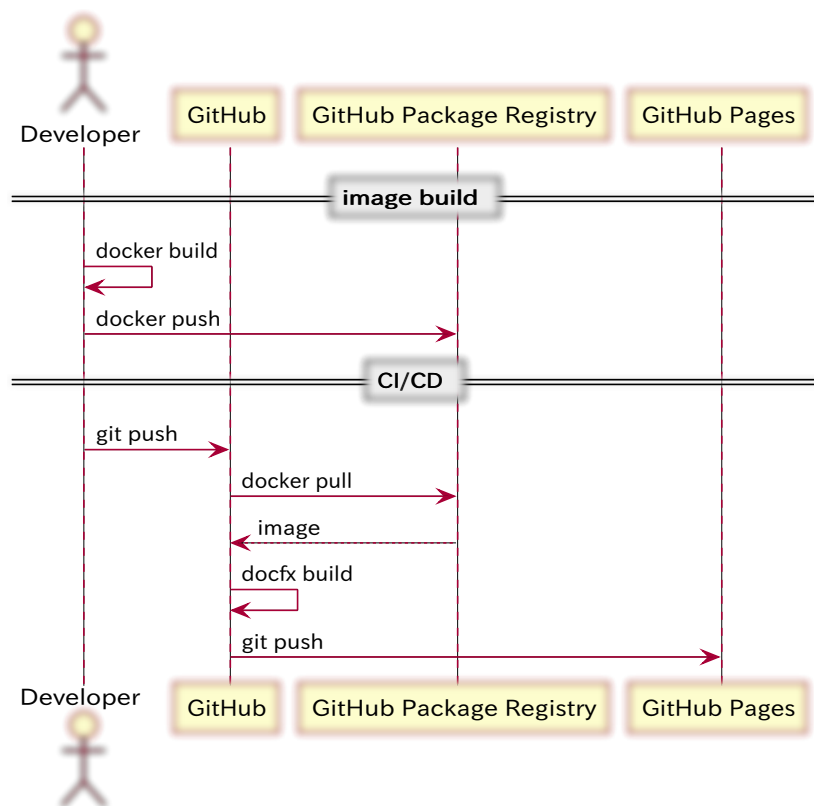 Developer
GitHub
GitHub Package Registry
GitHub Pages
image build
docker build
docker push
CI/CD
git push
docker pull
image
docfx build
git push
Developer
GitHub
GitHub Package Registry
GitHub Pages